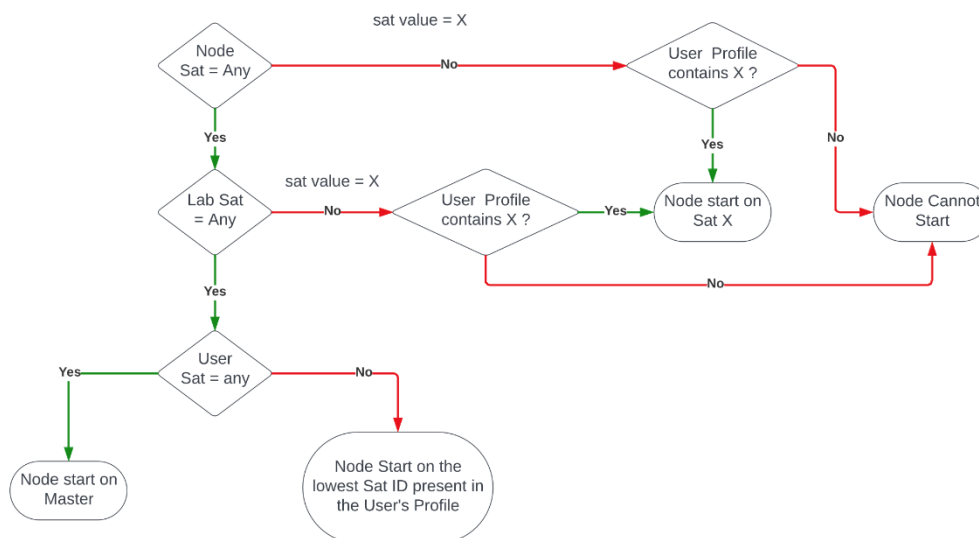 sat value = X
Node
Sat = Any
No
User Profile
contains X ?
Yes
Yes
No
Lab Sat
= Any
sat value = X
No
User Profile
contains X ?
Yes
Node start on
Sat X
Node Cannot
Start
No
Yes
User
Sat = any
Yes
No
Node start on
Master
Node Start on the
lowest Sat ID present in
the User's Profile